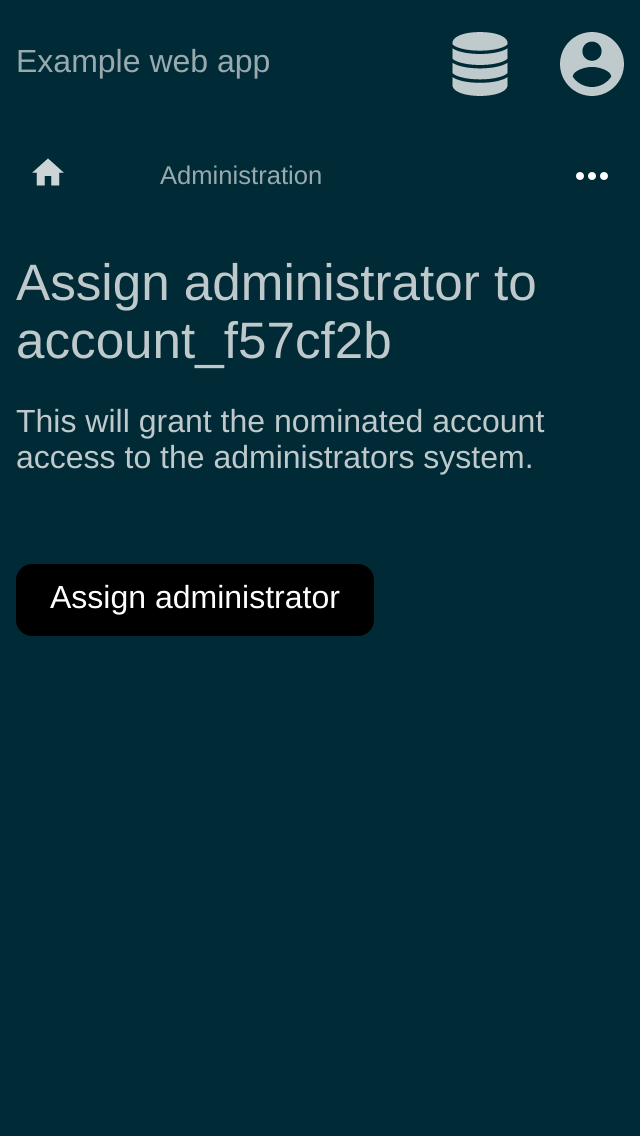 Example web app
Administration
Assign administrator to
account_f57cf2b
This will grant the nominated account
access to the administrators system.
Assign administrator